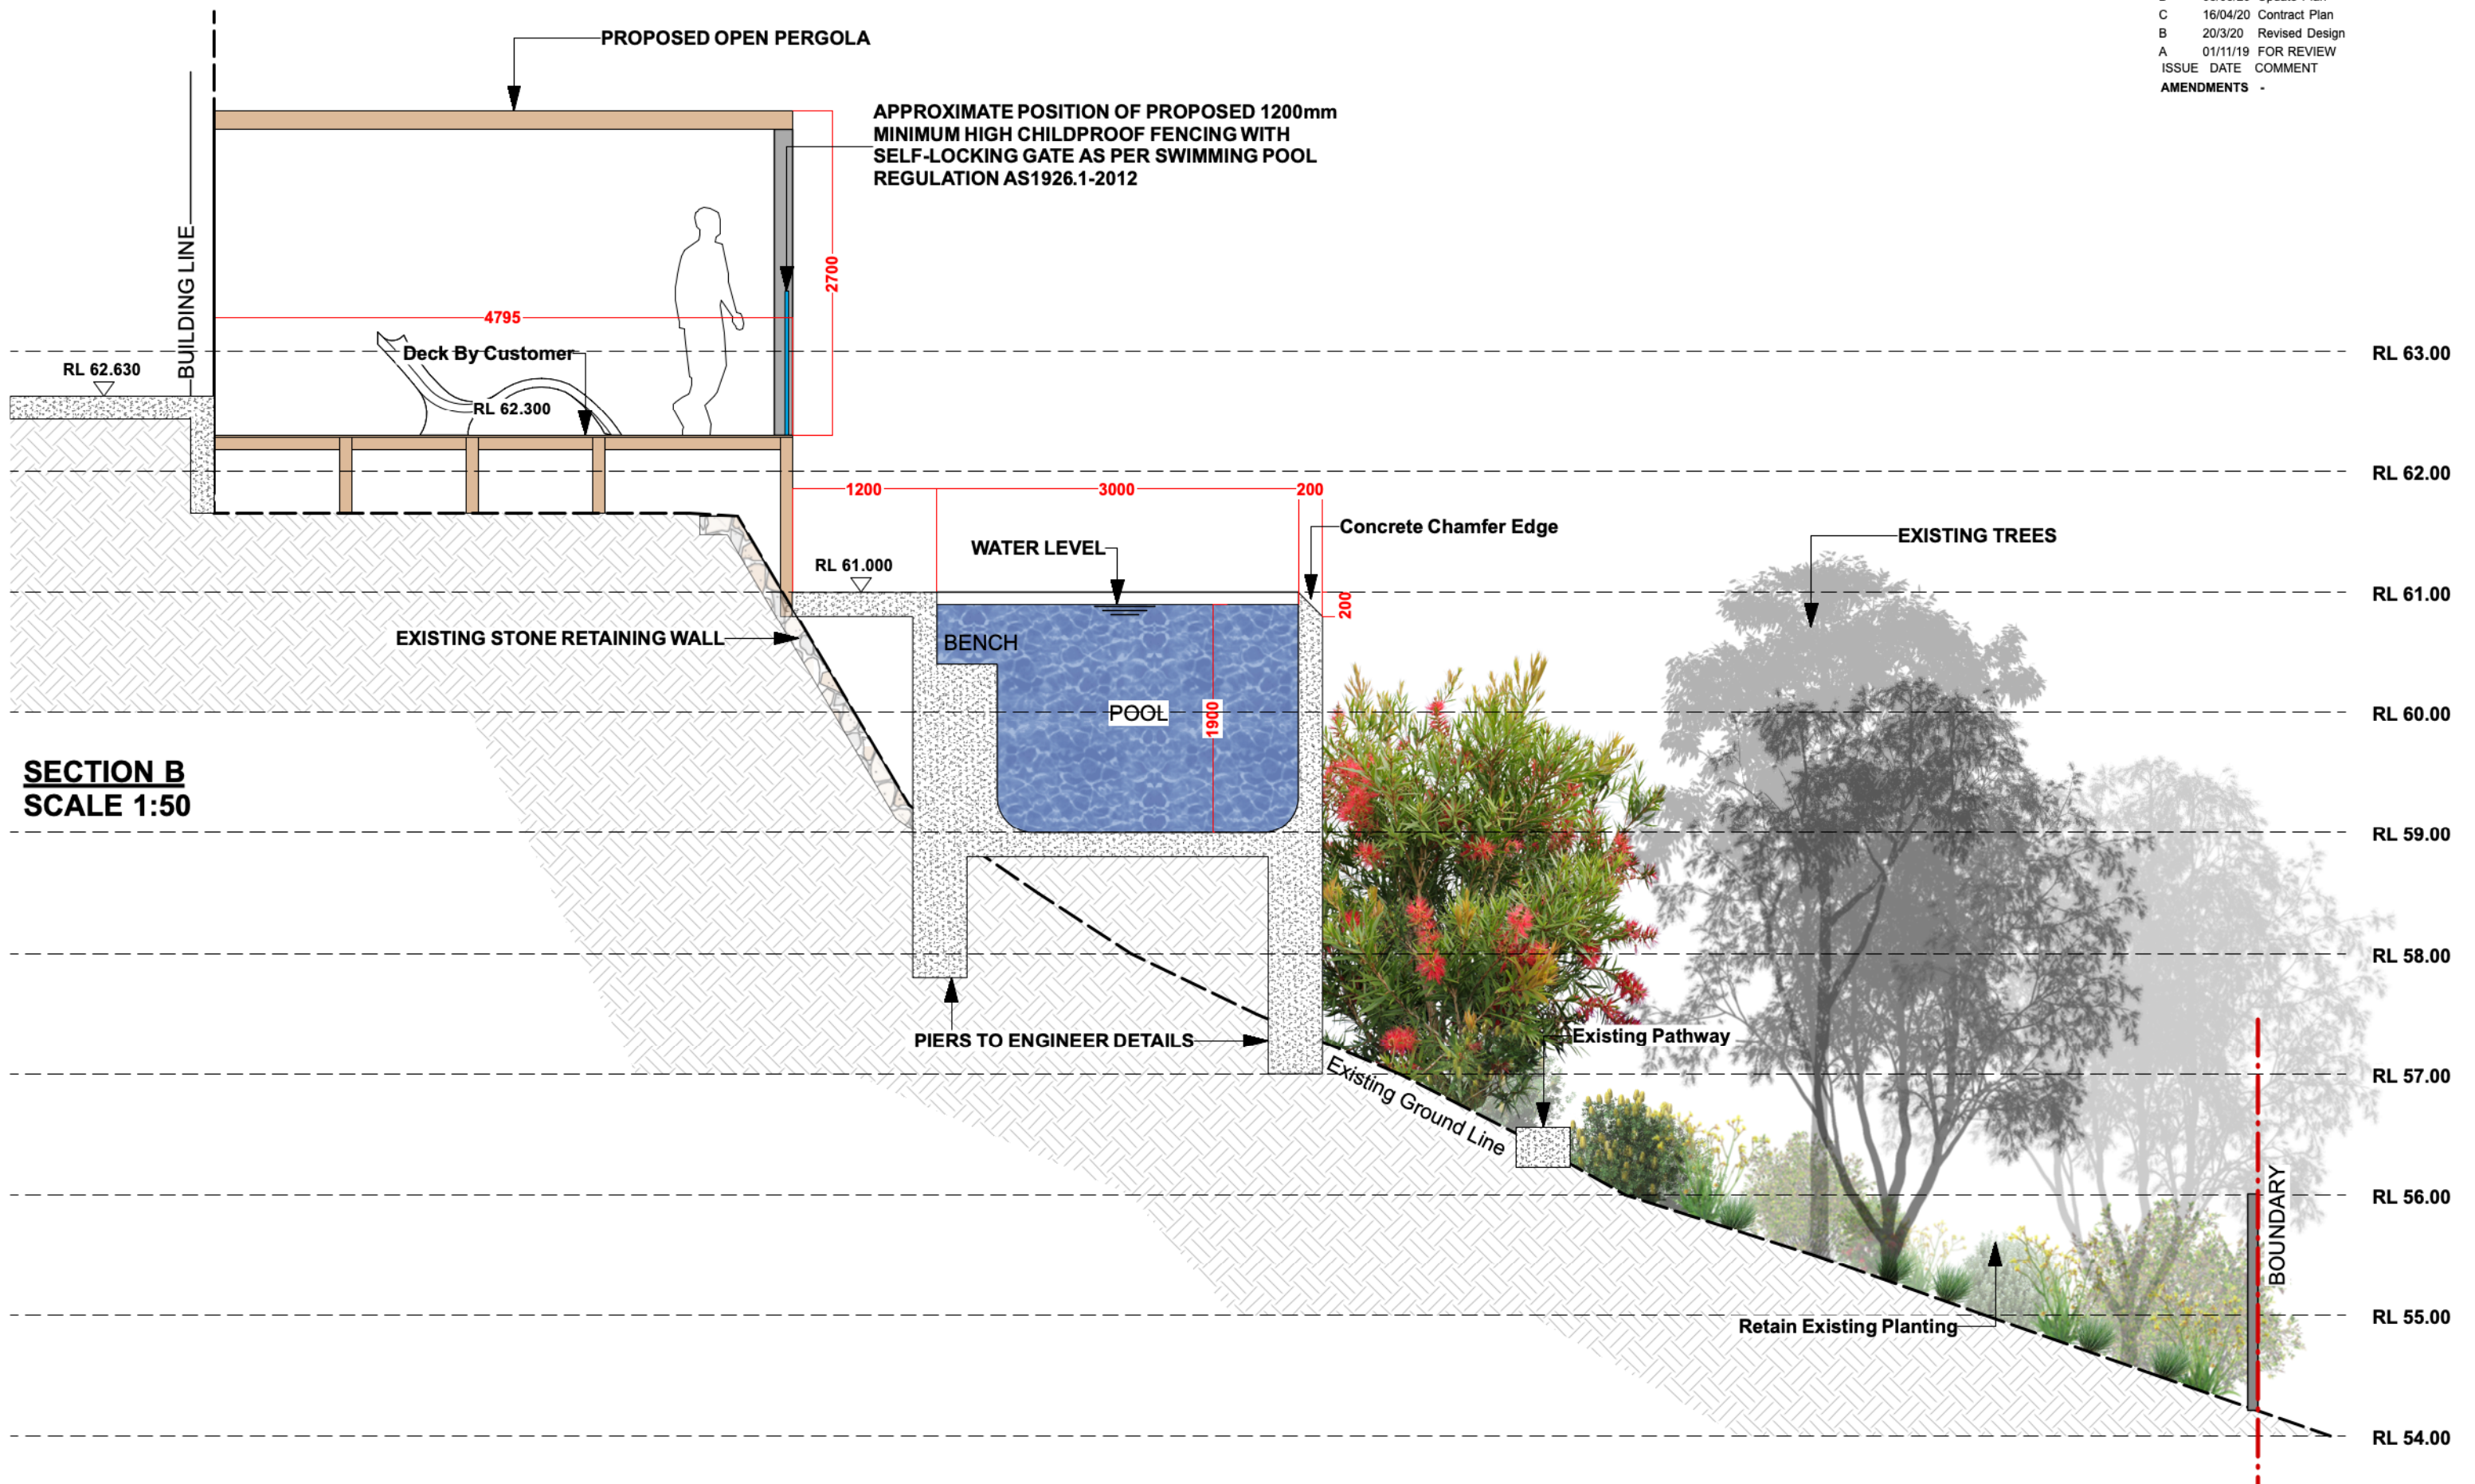 C 16/04/20 Contract Plan
B 20/3/20 Revised Design
A 01/11/19 FOR REVIEW
ISSUE DATE COMMENT
AMENDMENTS -
PROPOSED OPEN PERGOLA
APPROXIMATE POSITION OF PROPOSED 1200mm
MINIMUM HIGH CHILDPROOF FENCING WITH
SELF-LOCKING GATE AS PER SWIMMING POOL
REGULATION AS1926.1-2012
BUILDING LINE
2700
4795
Deck By Customer
RL 63.00
RL 62.630
RL 62.300
RL 62.00
1200
3000
200
Concrete Chamfer Edge
EXISTING TREES
WATER LEVEL
RL 61.000
RL 61.00
200
EXISTING STONE RETAINING WALL
BENCH
POOL
1900
RL 60.00
SECTION B
SCALE 1:50
RL 59.00
RL 58.00
PIERS TO ENGINEER DETAILS
Existing Pathway
RL 57.00
Existing Ground Line
RL 56.00
BOUNDARY
RL 55.00
Retain Existing Planting
RL 54.00